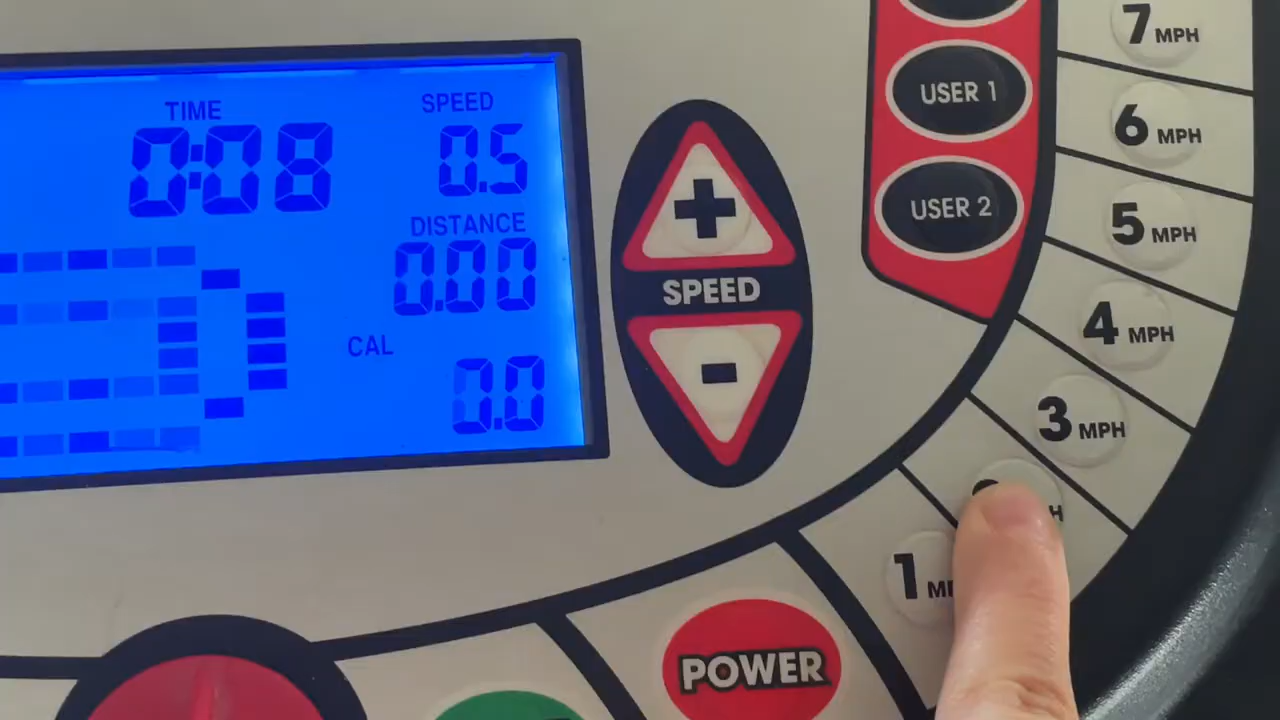 TIME
0:08
SPEED
0.5
DISTANCE
0.00
CAL
0.0
+
SPEED
-
USER 1
USER 2
7 MPH
6 MPH
5 MPH
4 MPH
3 MPH
1
POWER